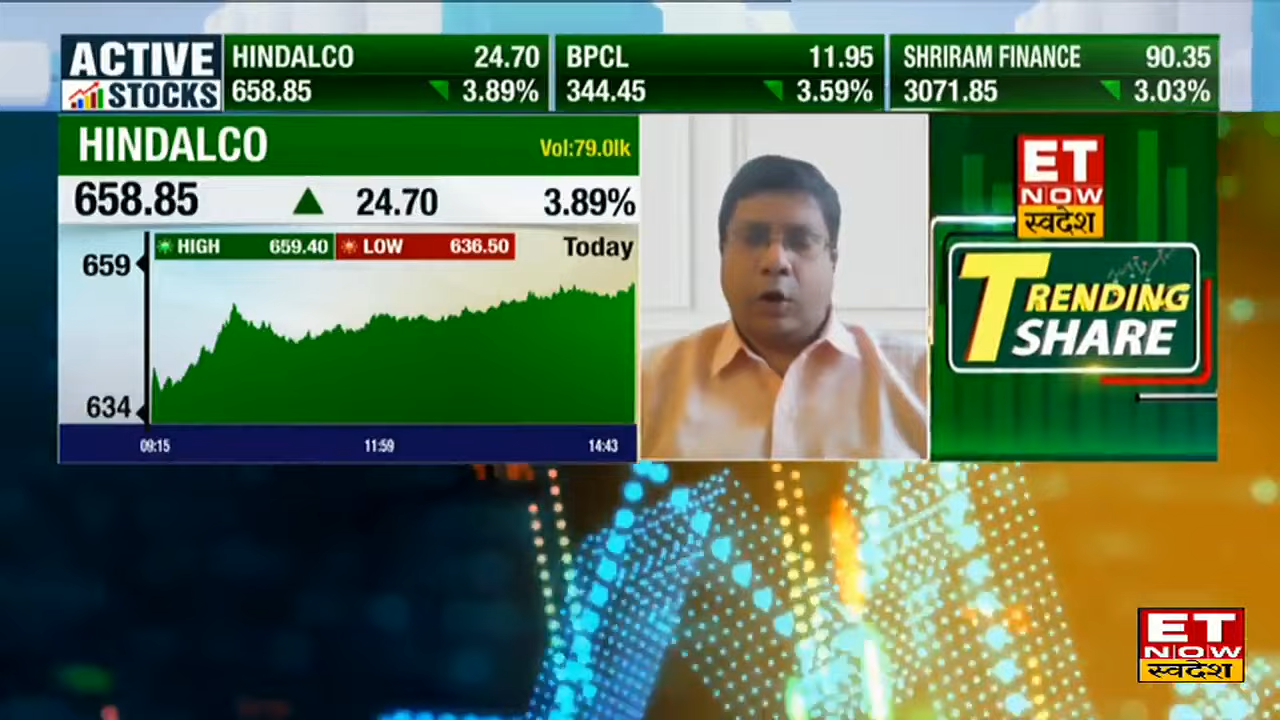 ACTIVE
STOCKS
HINDALCO 24.70
658.85 3.89%
BPCL 11.95
344.45 3.59%
SHRIRAM FINANCE 90.35
3071.85 3.03%
HINDALCO Vol:79.0lk
658.85 24.70 3.89%
HIGH 659.40 LOW 636.50 Today
659
634
09:15 11:59 14:43
ET
NOW
स्वदेश
TRENDING
SHARE
ET
NOW
स्वदेश